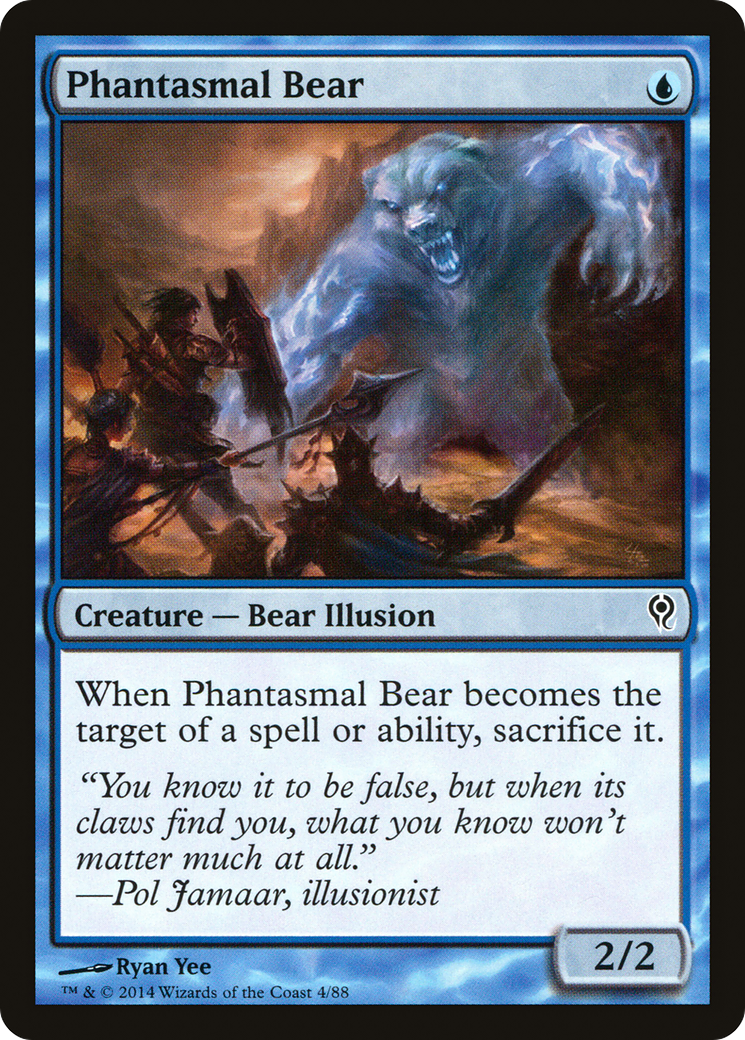 Phantasmal Bear
Creature — Bear Illusion
When Phantasmal Bear becomes the
target of a spell or ability, sacrifice it.
“You know it to be false, but when its
claws find you, what you know won’t
matter much at all.”
—Pol Jamaar, illusionist
2/2
Ryan Yee
™ & © 2014 Wizards of the Coast 4/88